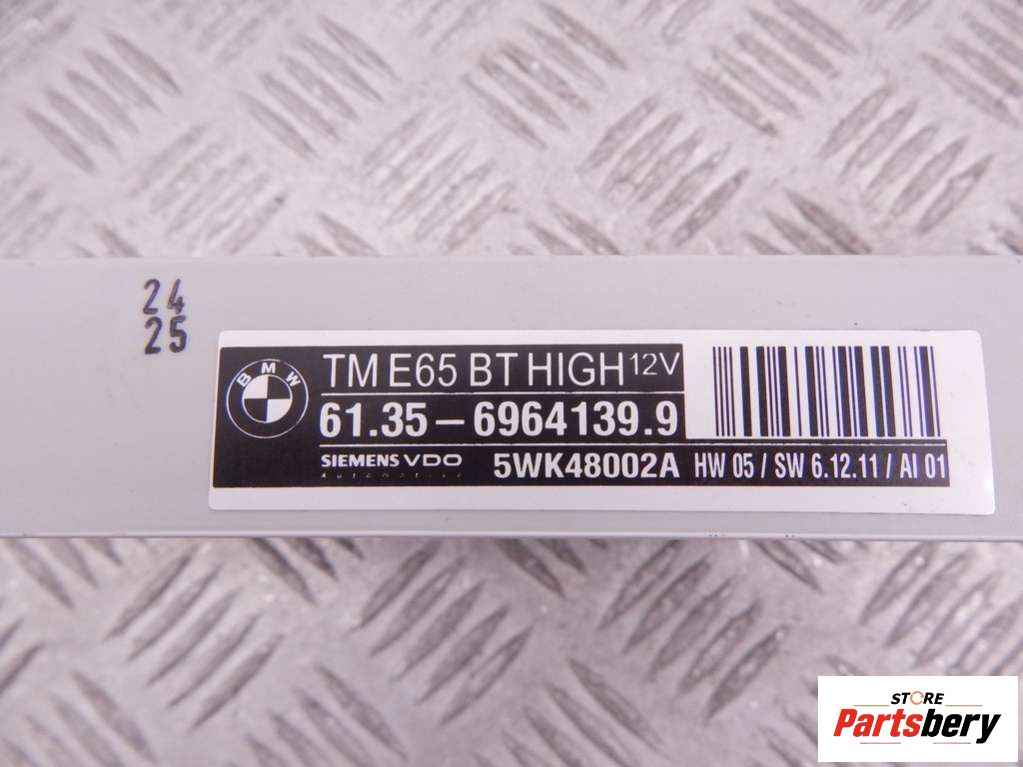 24
25
BMW
TM E65 BT HIGH 12V
61.35 – 6964139.9
SIEMENS VDO
Automotive
5WK48002A
HW 05 / SW 6.12.11 / AI 01
STORE
Partsbery